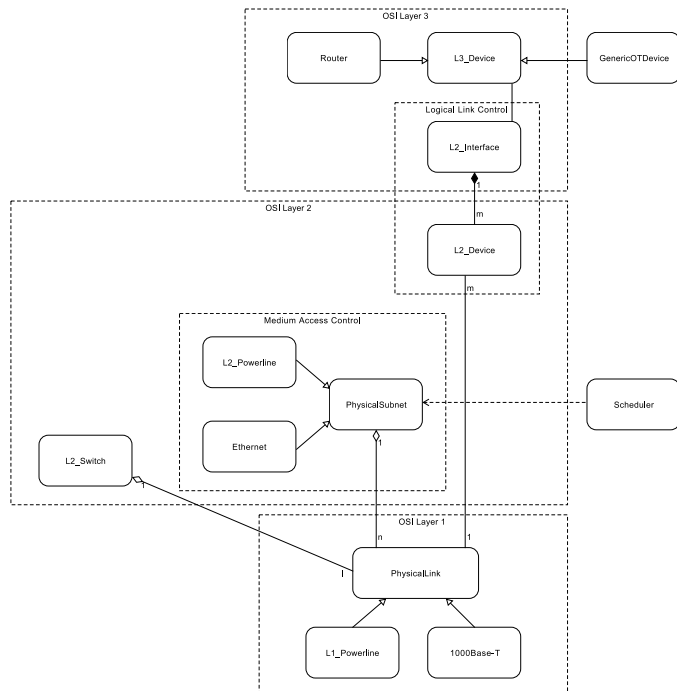 OSI Layer 3
Router
L3_Device
GenericOTDevice
Logical Link Control
L2_Interface
1
OSI Layer 2
m
L2_Device
m
Medium Access Control
L2_Powerline
PhysicalSubnet
Scheduler
1
Ethernet
L2_Switch
1
OSI Layer 1
n
1
PhysicalLink
l
L1_Powerline
1000Base-T